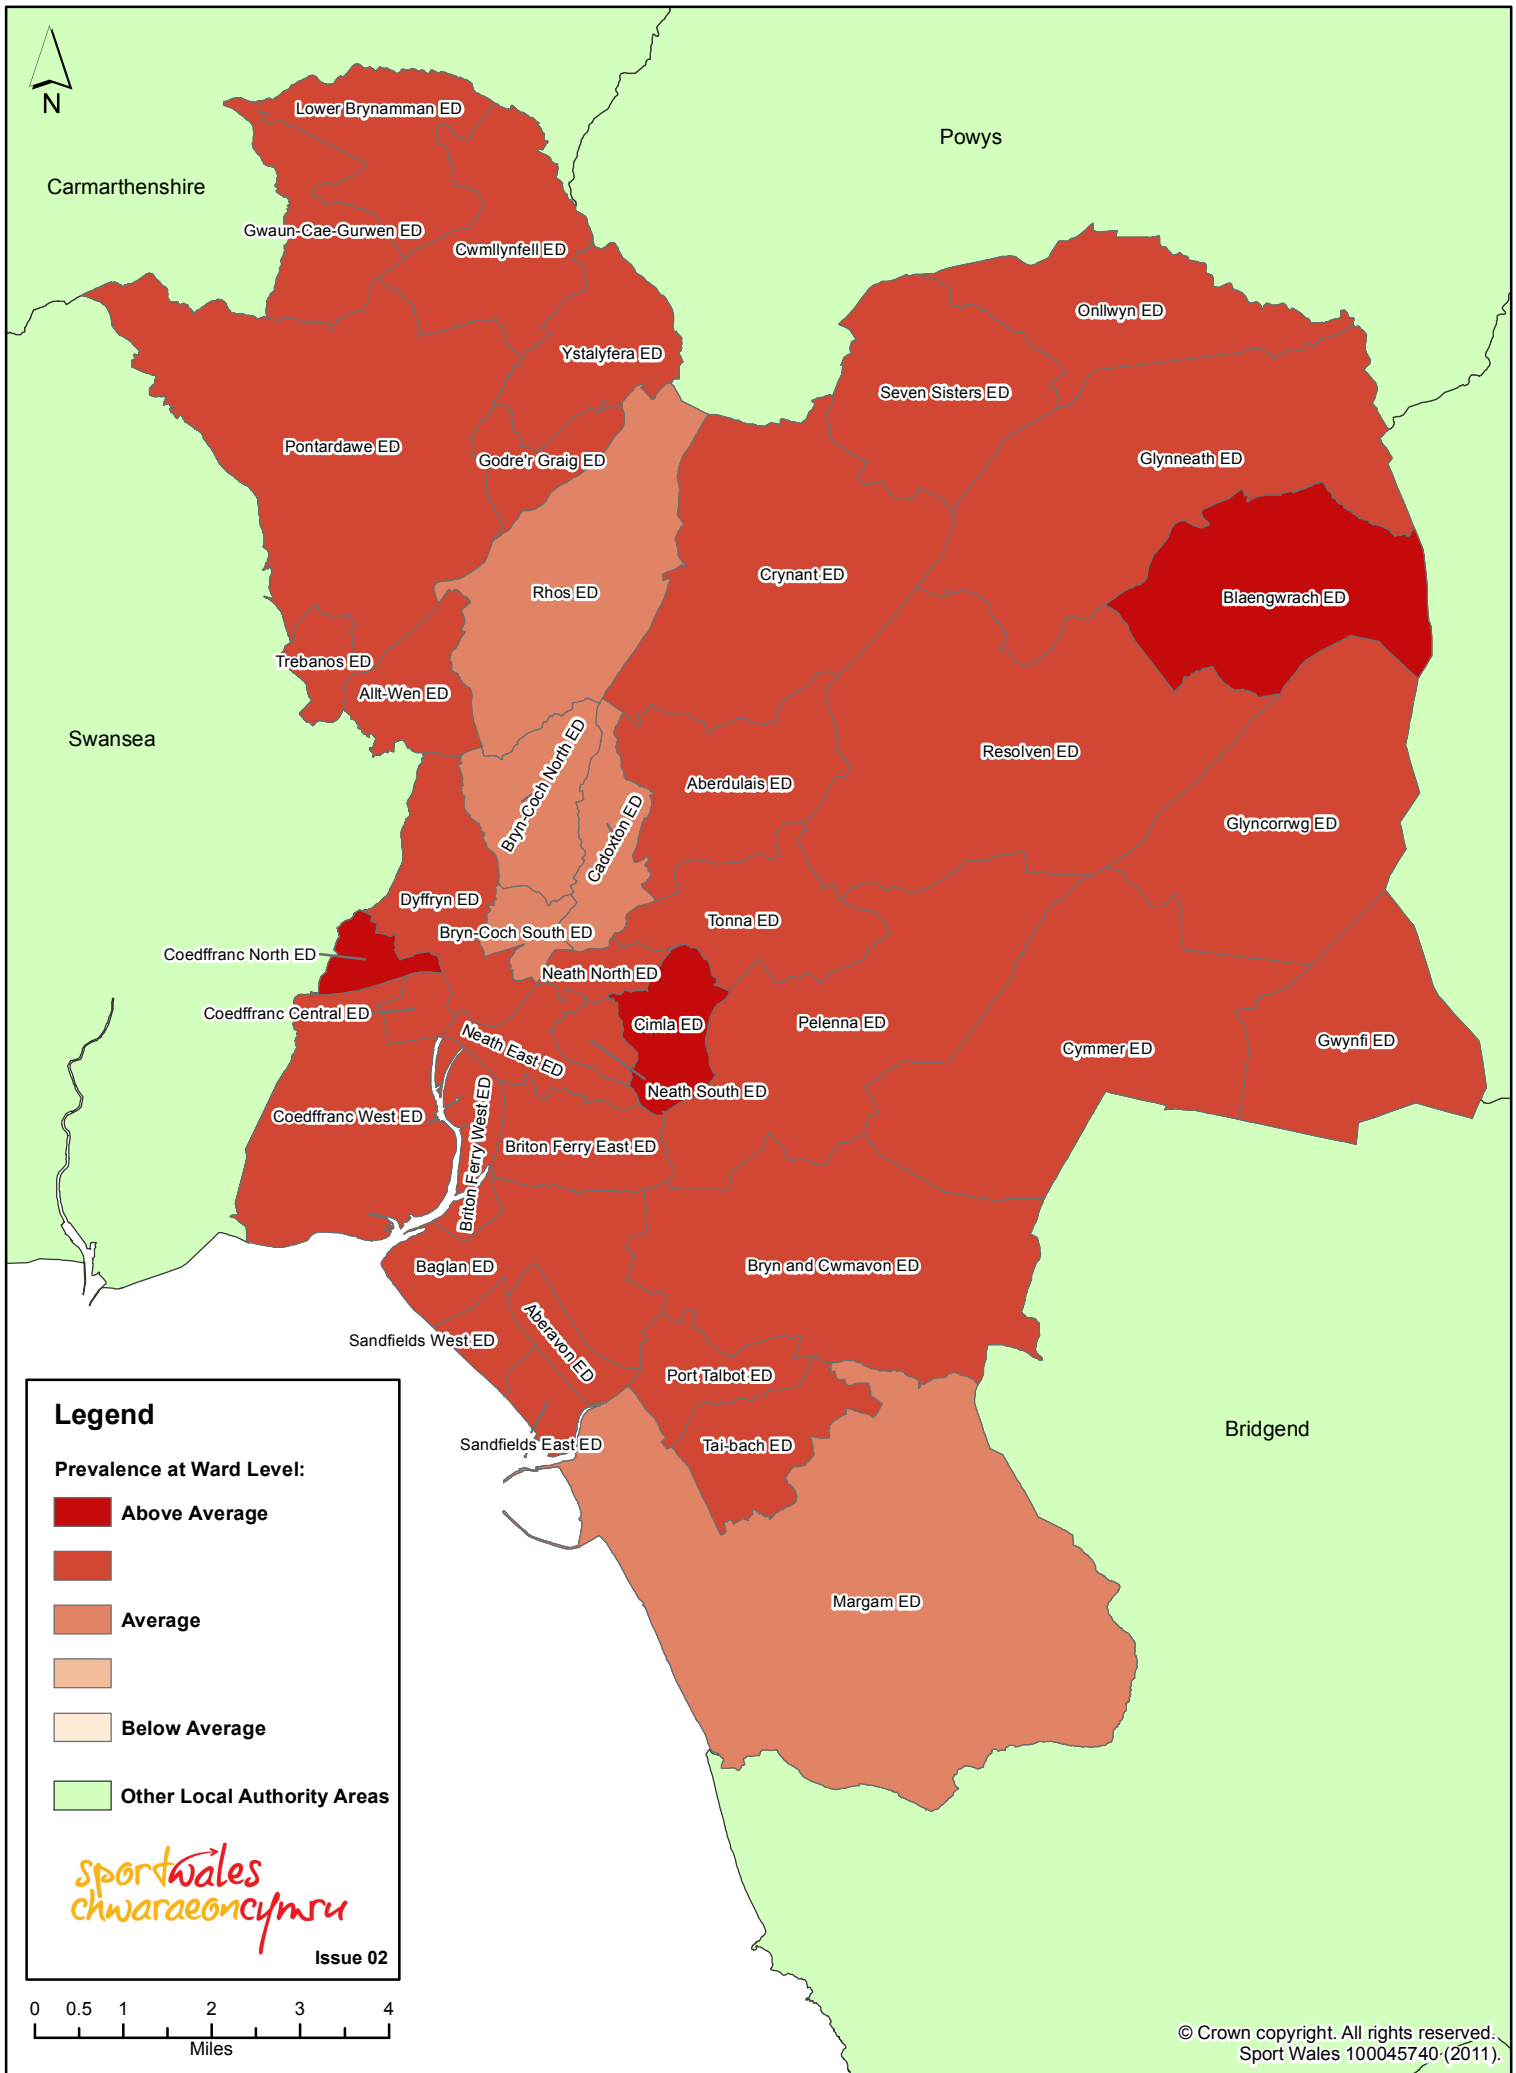 N
Lower Brynamman ED
Powys
Carmarthenshire
Gwaun-Cae-Gurwen ED
Cwmllynfell ED
Onllwyn ED
Ystalyfera ED
Seven Sisters ED
Pontardawe ED
Godre'r Graig ED
Glynneath ED
Crynant ED
Rhos ED
Blaengwrach ED
Trebanos ED
Allt-Wen ED
Swansea
Bryn-Coch North ED
Resolven ED
Aberdulais ED
Cadoxton ED
Glyncorrwg ED
Dyffryn ED
Tonna ED
Bryn-Coch South ED
Coedffranc North ED
Neath North ED
Coedffranc Central ED
Cimla ED
Pelenna ED
Neath East ED
Cymmer ED
Gwynfi ED
Neath South ED
Coedffranc West ED
Briton Ferry West ED
Briton Ferry East ED
Baglan ED
Bryn and Cwmavon ED
Sandfields West ED
Aberavon ED
Port Talbot ED
Sandfields East ED
Tai-bach ED
Bridgend
Margam ED
Legend
Prevalence at Ward Level:
Above Average
Average
Below Average
Other Local Authority Areas
sportwales
chwaraeoncymru
Issue 02
0 0.5 1 2 3 4
Miles
© Crown copyright. All rights reserved.
Sport Wales 100045740 (2011).